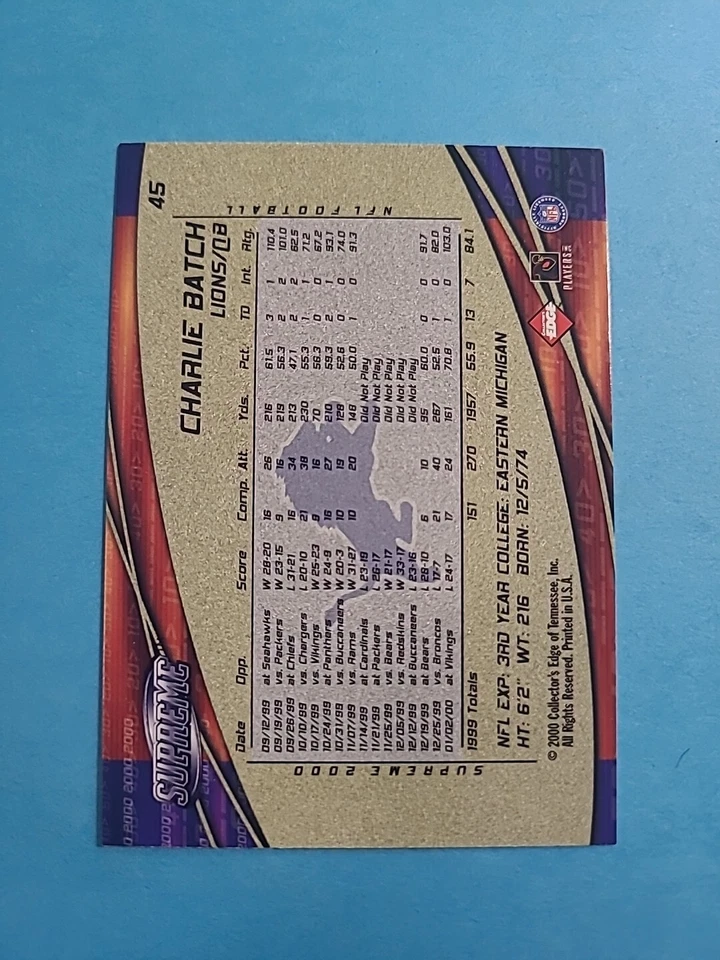 45
CHARLIE BATCH
LIONS/QB
NFL FOOTBALL
SUPREME
Date Opp. Score Comp. Att. Yds. Pct. TD Int. Rtg.
09/12/99 at Seahawks W 28-20 16 26 216 61.5 3 1 110.4
09/19/99 vs. Packers W 23-15 9 16 219 56.3 2 2 101.0
09/26/99 at Chiefs L 31-21 16 34 213 47.1 2 2 62.5
10/10/99 vs. Chargers L 20-10 21 38 230 55.3 1 1 71.2
10/17/99 vs. Vikings W 25-23 9 16 70 56.3 0 0 67.2
10/24/99 at Panthers W 24-9 16 27 210 59.3 2 1 93.1
10/31/99 vs. Buccaneers W 20-3 10 19 128 52.6 0 0 74.0
11/07/99 vs. Rams W 31-27 10 20 148 50.0 1 0 91.3
11/14/99 at Cardinals L 23-19 Did Not Play
11/21/99 at Packers L 26-17 Did Not Play
11/25/99 vs. Bears W 21-17 Did Not Play
12/05/99 vs. Redskins W 33-17 Did Not Play
12/12/99 at Buccaneers L 23-16 Did Not Play
12/19/99 at Bears L 28-10 6 10 95 60.0 0 0 91.7
12/25/99 vs. Broncos L 17-7 21 40 267 52.5 1 0 82.0
01/02/00 at Vikings L 24-17 17 24 161 70.8 1 0 103.0
1999 Totals 151 270 1957 55.9 13 7 84.1
SUPREME 2000
NFL EXP: 3RD YEAR COLLEGE: EASTERN MICHIGAN
HT: 6'2" WT: 216 BORN: 12/5/74
© 2000 Collector's Edge of Tennessee, Inc.
All Rights Reserved. Printed in U.S.A.
EDGE
PLAYERS INC
NFL